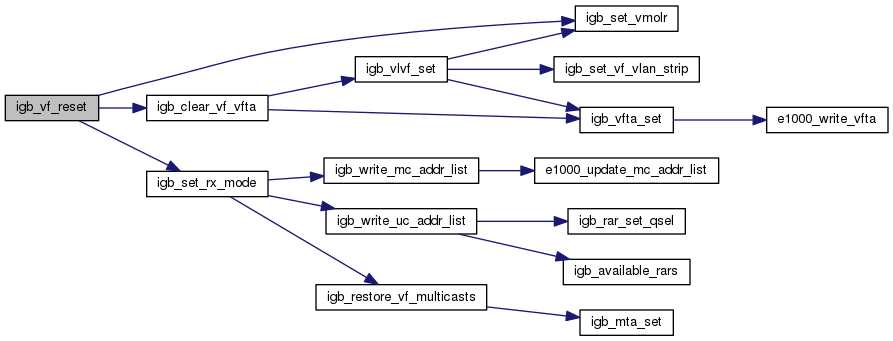 igb_set_vmolr
igb_vlvf_set
igb_set_vf_vlan_strip
igb_vf_reset
igb_clear_vf_vfta
igb_vfta_set
e1000_write_vfta
igb_set_rx_mode
igb_write_mc_addr_list
e1000_update_mc_addr_list
igb_write_uc_addr_list
igb_rar_set_qsel
igb_available_rars
igb_restore_vf_multicasts
igb_mta_set